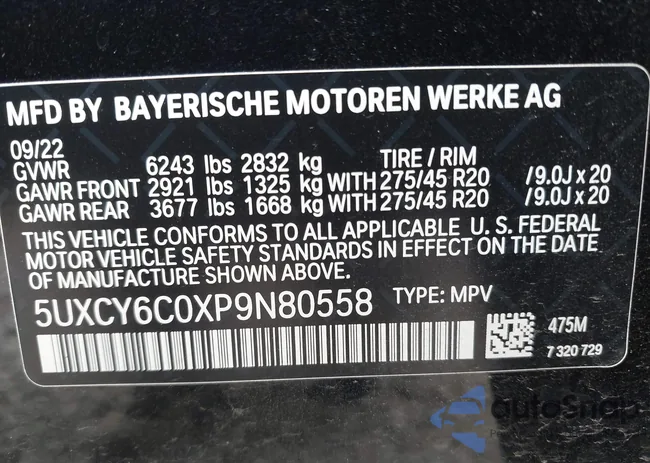 MFD BY BAYERISCHE MOTOREN WERKE AG
09/22
GVWR 6243 lbs 2832 kg TIRE / RIM
GAWR FRONT 2921 lbs 1325 kg WITH 275/45 R20 /9.0J x 20
GAWR REAR 3677 lbs 1668 kg WITH 275/45 R20 /9.0J x 20
THIS VEHICLE CONFORMS TO ALL APPLICABLE U. S. FEDERAL
MOTOR VEHICLE SAFETY STANDARDS IN EFFECT ON THE DATE
OF MANUFACTURE SHOWN ABOVE.
5UXCY6C0XP9N80558 TYPE: MPV
475M
7 320 729
autoSnap